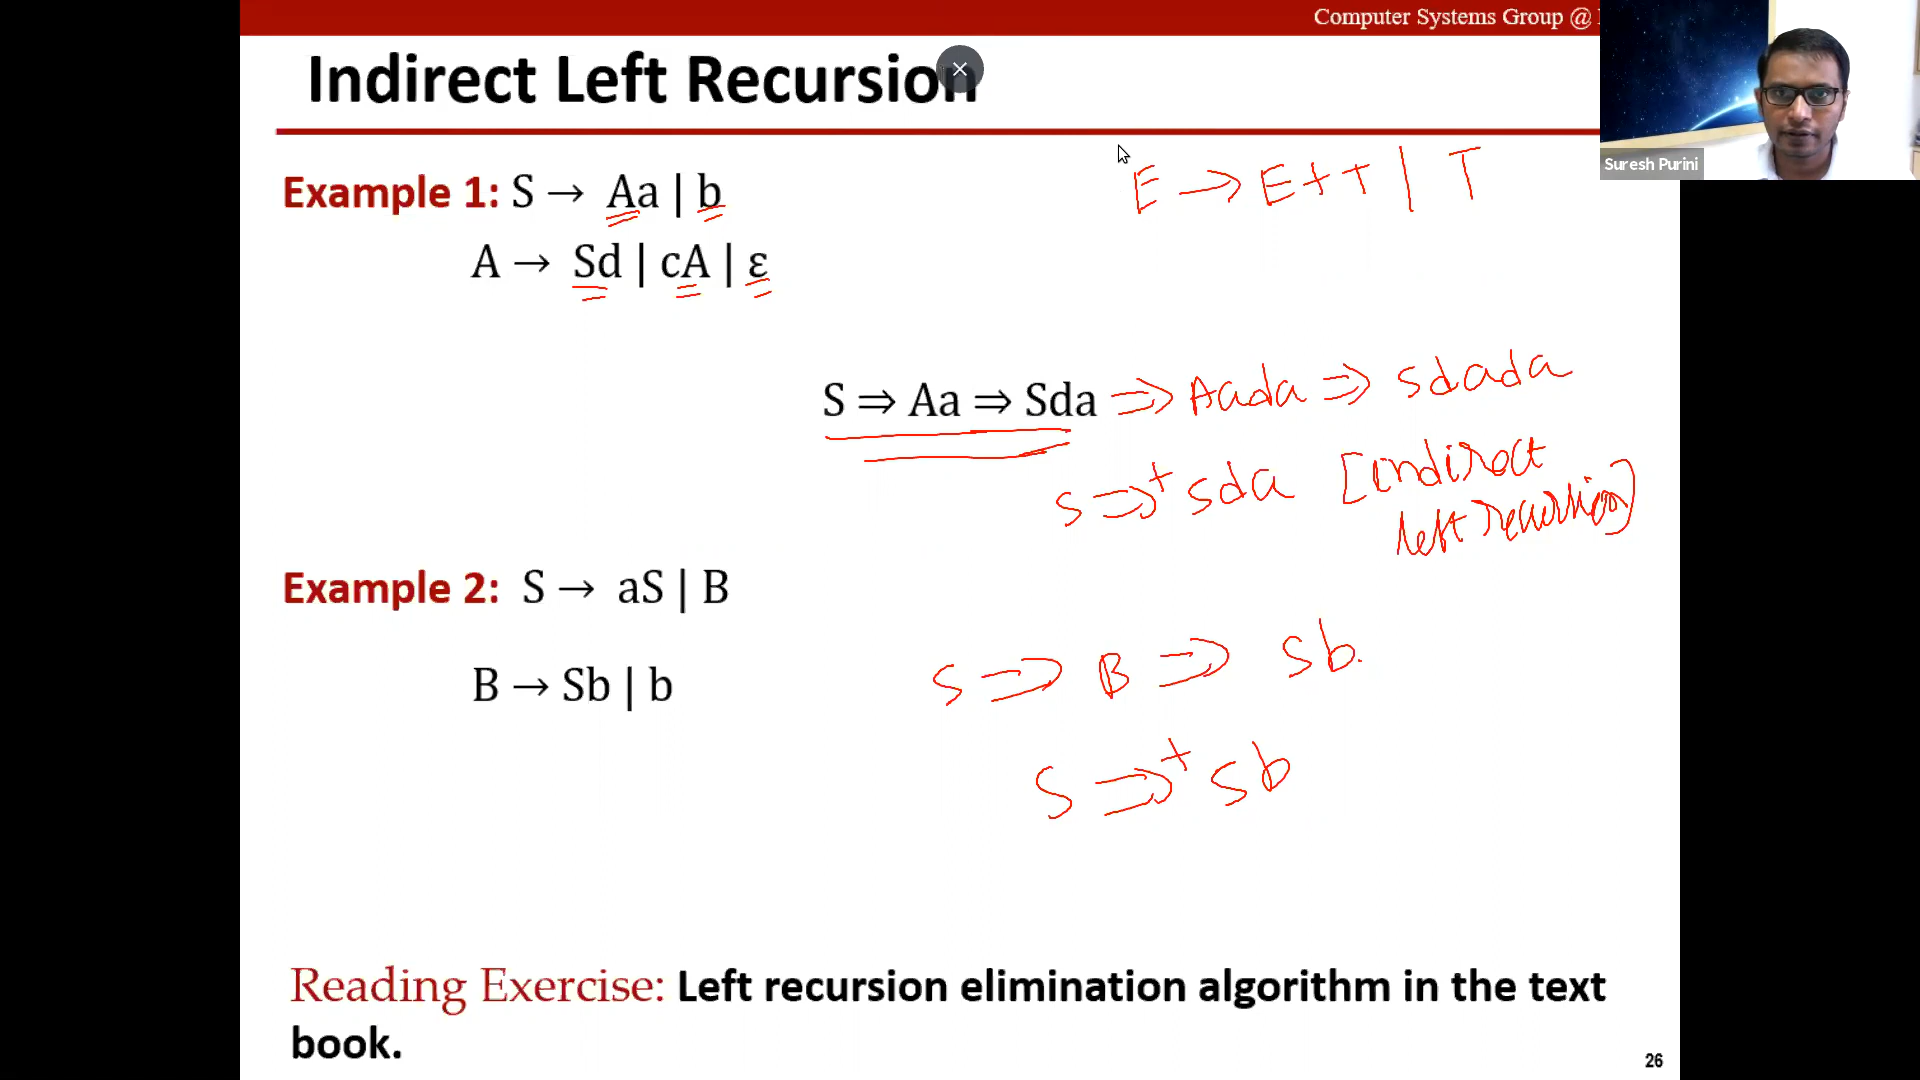 Computer Systems Group @
Indirect Left Recursion
Suresh Purini
E → E + T | T
Example 1: S → Aa | b
A → Sd | cA | ε
S ⇒ Aa ⇒ Sda ⇒ Aada ⇒ Sdada
S ⇒+ Sda [indirect
left recursion]
Example 2: S → aS | B
B → Sb | b
S ⇒ B ⇒ Sb.
S ⇒+ Sb
Reading Exercise: Left recursion elimination algorithm in the text
book.
26